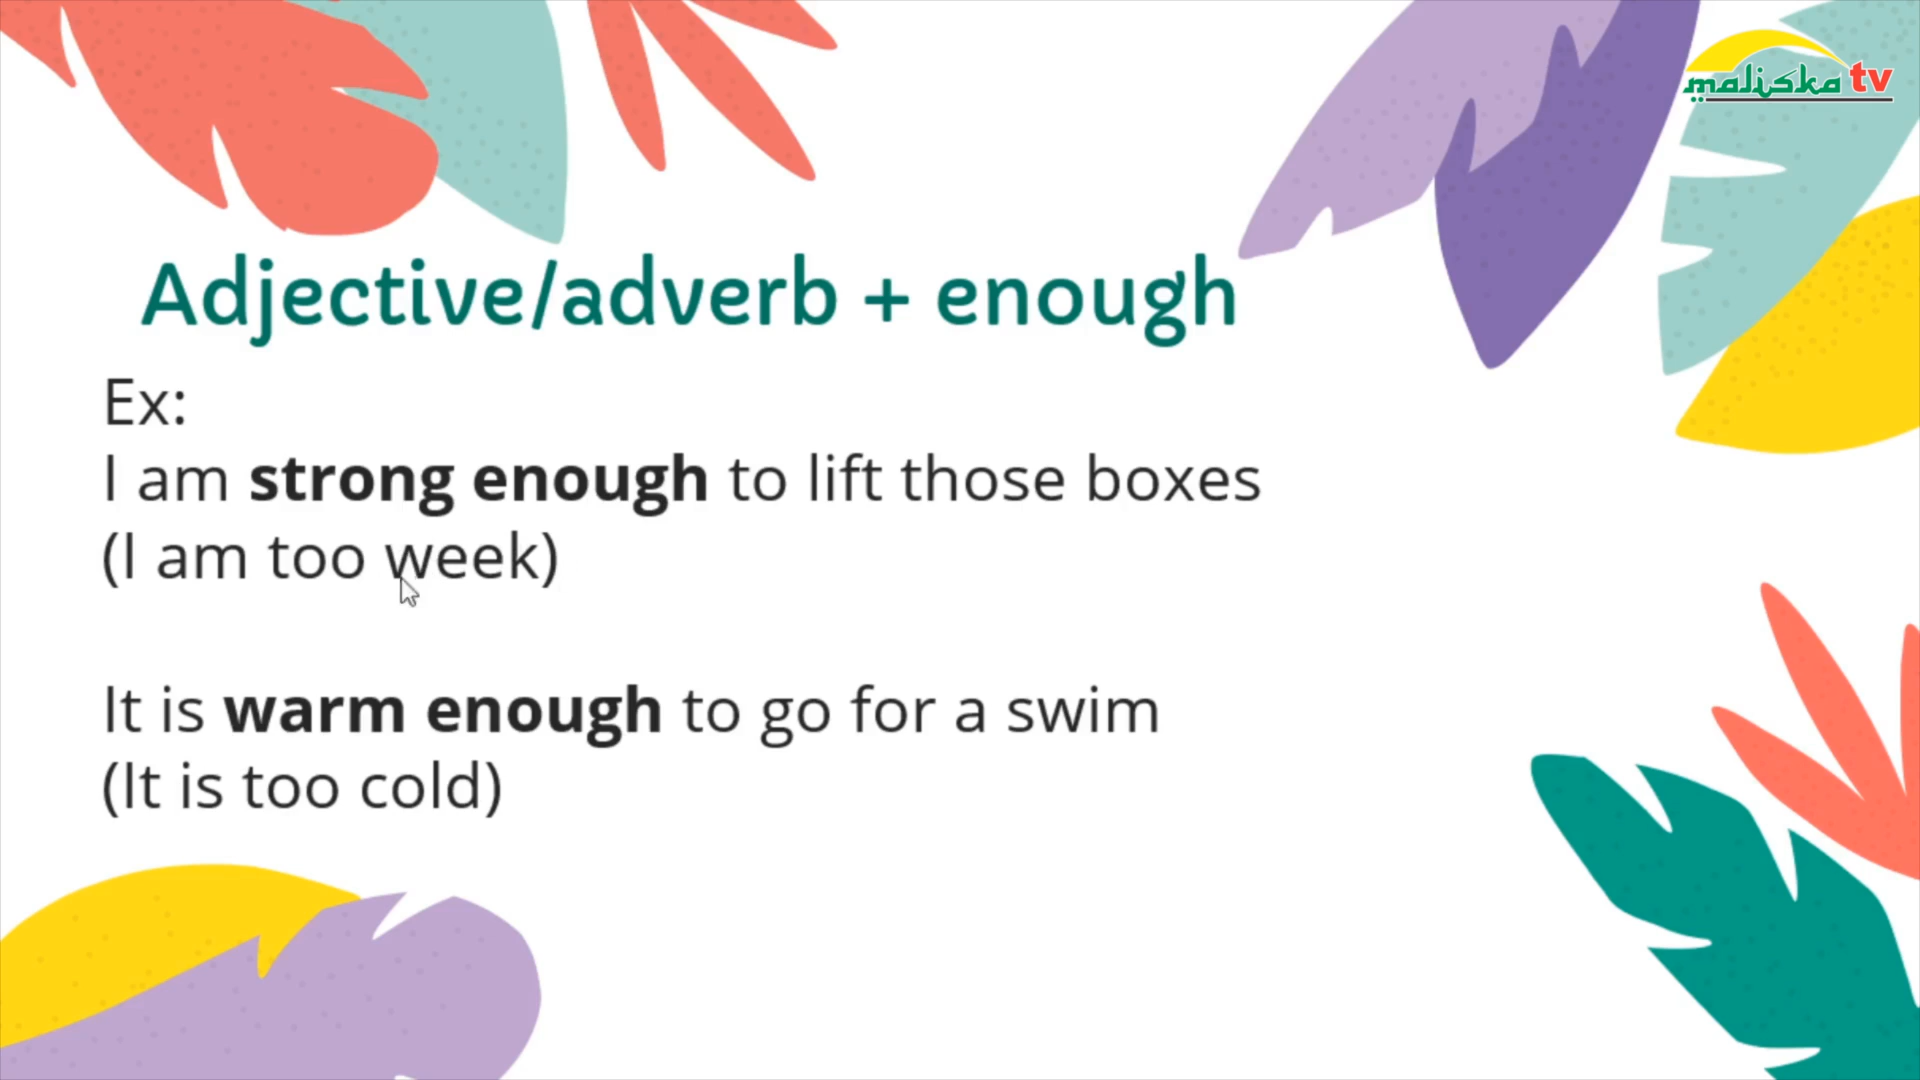 maliska tv
Adjective/adverb + enough
Ex:
I am strong enough to lift those boxes
(I am too week)
It is warm enough to go for a swim
(It is too cold)